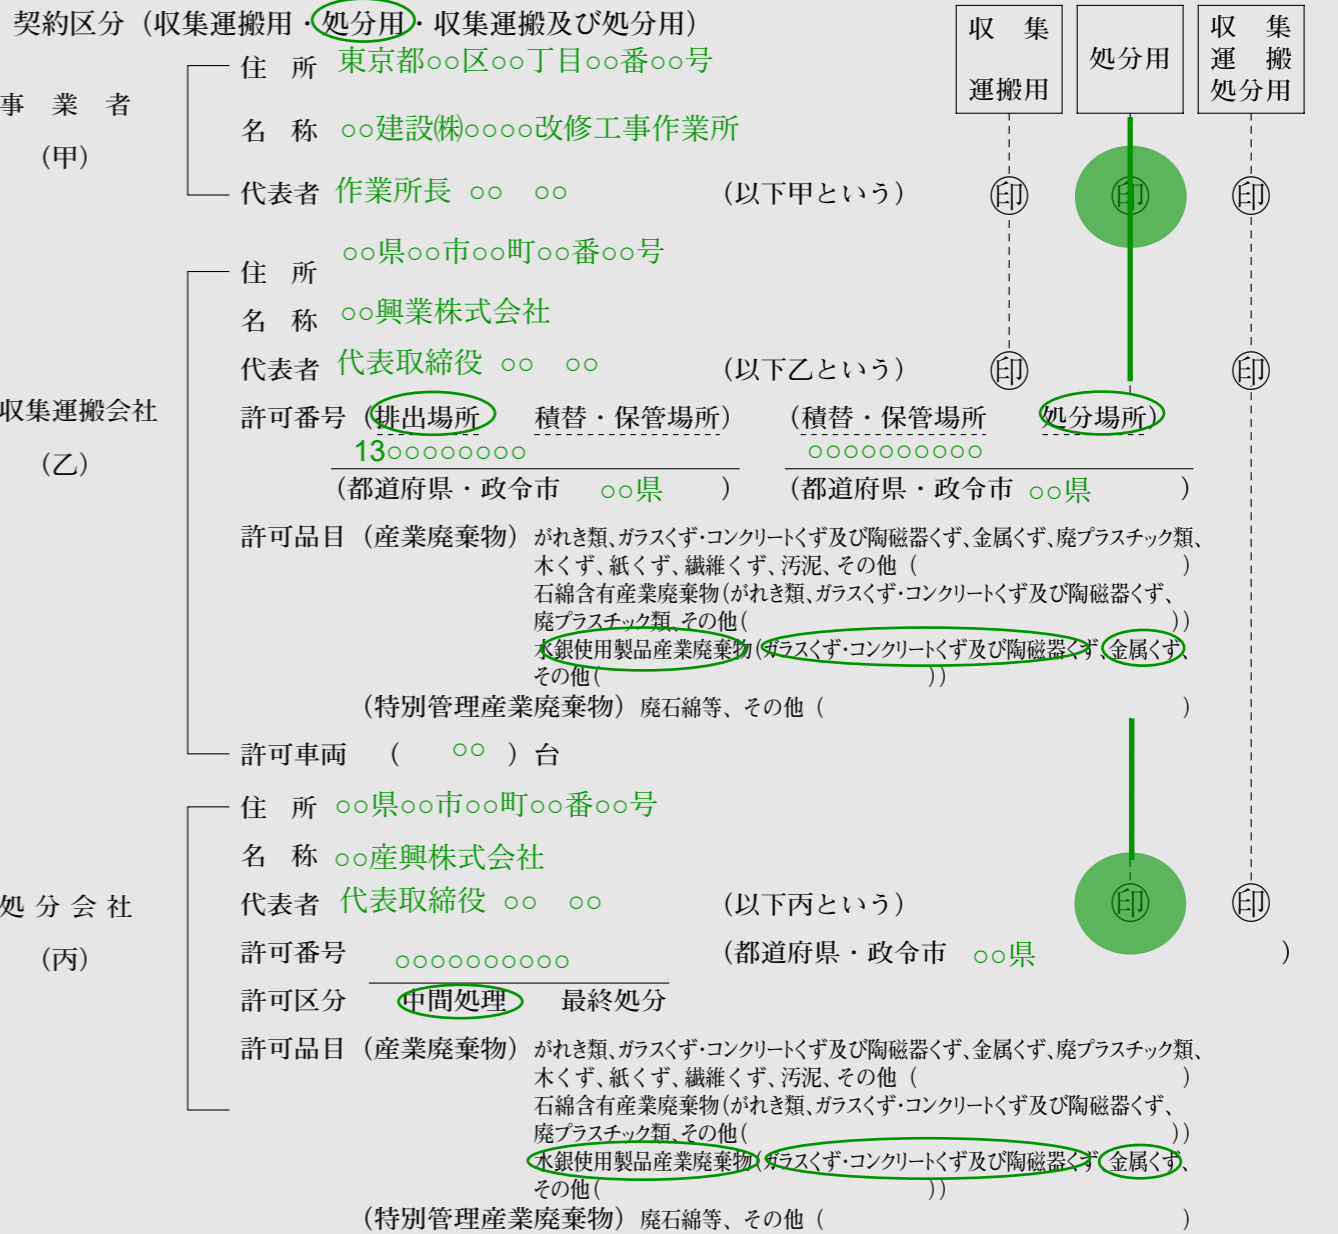 契約区分（収集運搬用・処分用・収集運搬及び処分用）
収　集
運搬用
処分用
収　集
運　搬
処分用
事　業　者
（甲）
住　所　東京都○○区○○丁目○○番○○号
名　称　○○建設㈱○○○○改修工事作業所
代表者　作業所長　○○　○○　（以下甲という）　㊞　㊞　㊞
収集運搬会社
（乙）
住　所　○○県○○市○○町○○番○○号
名　称　○○興業株式会社
代表者　代表取締役　○○　○○　（以下乙という）　㊞　㊞
許可番号（排出場所　積替・保管場所）　（積替・保管場所　処分場所）
13○○○○○○○○　○○○○○○○○○○
（都道府県・政令市　○○県　）　（都道府県・政令市　○○県　）
許可品目（産業廃棄物）がれき類、ガラスくず・コンクリートくず及び陶磁器くず、金属くず、廃プラスチック類、
木くず、紙くず、繊維くず、汚泥、その他（　）
石綿含有産業廃棄物（がれき類、ガラスくず・コンクリートくず及び陶磁器くず、
廃プラスチック類、その他（　））
水銀使用製品産業廃棄物（ガラスくず・コンクリートくず及び陶磁器くず、金属くず、
その他（　））
（特別管理産業廃棄物）廃石綿等、その他（　）
許可車両　（　○○　）台
処分会社
（丙）
住　所　○○県○○市○○町○○番○○号
名　称　○○産興株式会社
代表者　代表取締役　○○　○○　（以下丙という）　㊞　㊞
許可番号　○○○○○○○○○○　（都道府県・政令市　○○県　）
許可区分　中間処理　最終処分
許可品目（産業廃棄物）がれき類、ガラスくず・コンクリートくず及び陶磁器くず、金属くず、廃プラスチック類、
木くず、紙くず、繊維くず、汚泥、その他（　）
石綿含有産業廃棄物（がれき類、ガラスくず・コンクリートくず及び陶磁器くず、
廃プラスチック類、その他（　））
水銀使用製品産業廃棄物（ガラスくず・コンクリートくず及び陶磁器くず、金属くず、
その他（　））
（特別管理産業廃棄物）廃石綿等、その他（　）